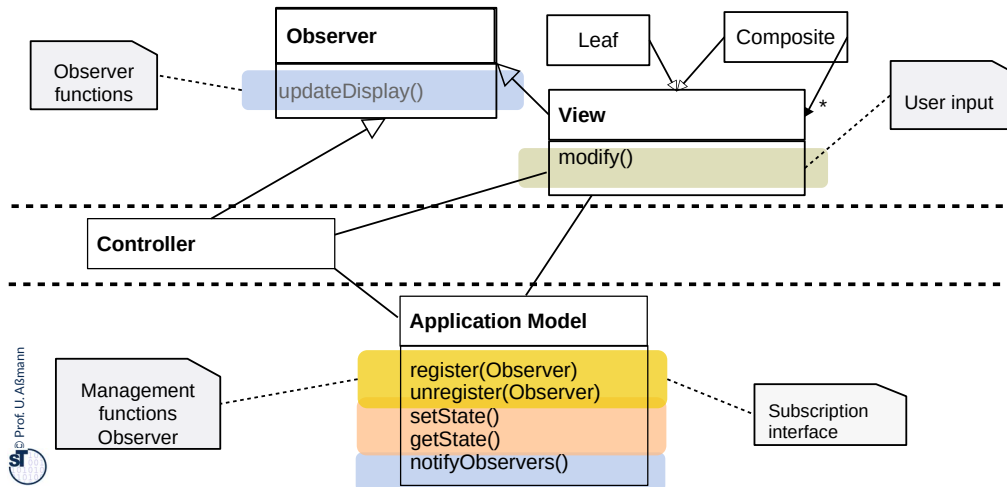 Observer
Leaf
Composite
Observer
functions
updateDisplay()
*
View
User input
modify()
Controller
Application Model
register(Observer)
unregister(Observer)
setState()
getState()
notifyObservers()
Management
functions
Observer
Subscription
interface
© Prof. U. Aßmann
ST